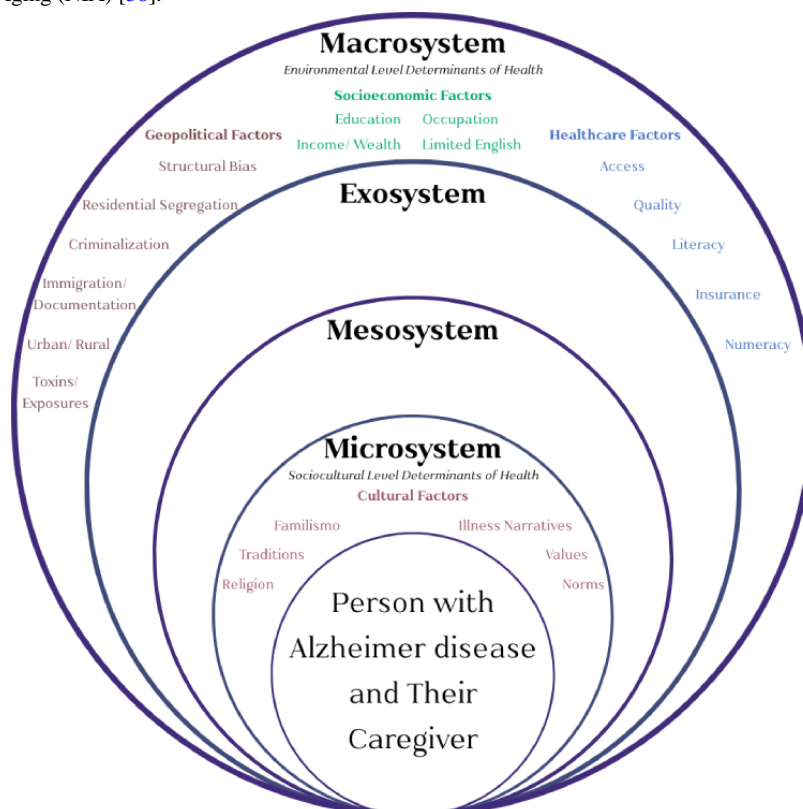 Aging (NIA) [38].
Macrosystem
Environmental Level Determinants of Health
Socioeconomic Factors
Education Occupation
Income/ Wealth Limited English
Geopolitical Factors
Structural Bias
Residential Segregation
Criminalization
Immigration/
Documentation
Urban/ Rural
Toxins/
Exposures
Healthcare Factors
Access
Quality
Literacy
Insurance
Numeracy
Exosystem
Mesosystem
Microsystem
Sociocultural Level Determinants of Health
Cultural Factors
Familismo Illness Narratives
Traditions Values
Religion Norms
Person with
Alzheimer disease
and Their
Caregiver